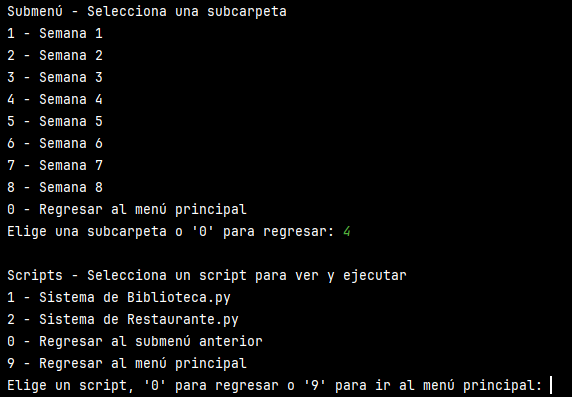 Submenú - Selecciona una subcarpeta
1 - Semana 1
2 - Semana 2
3 - Semana 3
4 - Semana 4
5 - Semana 5
6 - Semana 6
7 - Semana 7
8 - Semana 8
0 - Regresar al menú principal
Elige una subcarpeta o '0' para regresar: 4
Scripts - Selecciona un script para ver y ejecutar
1 - Sistema de Biblioteca.py
2 - Sistema de Restaurante.py
0 - Regresar al submenú anterior
9 - Regresar al menú principal
Elige un script, '0' para regresar o '9' para ir al menú principal: